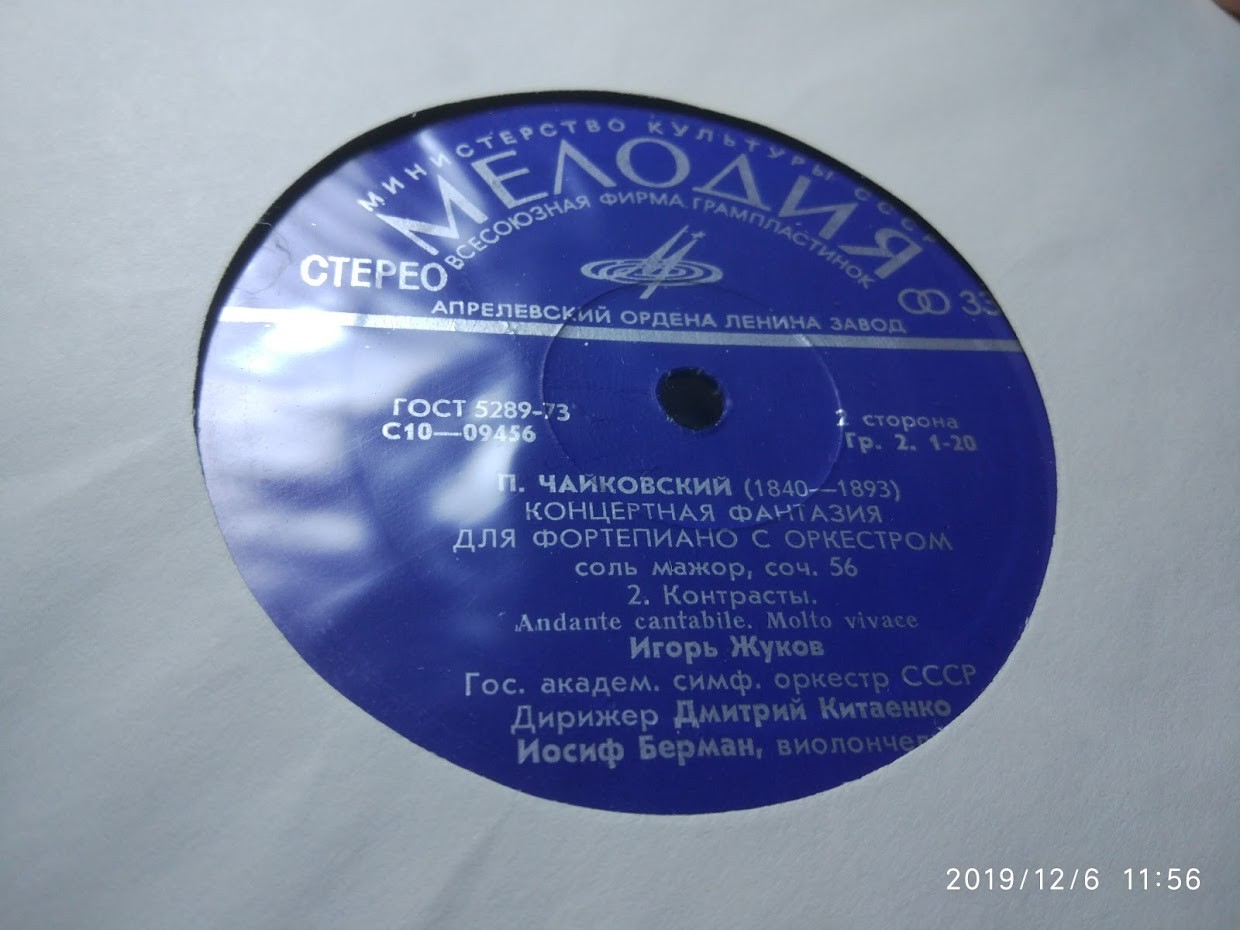 МИНИСТЕРСТВО КУЛЬТУРЫ СССР
МЕЛОДИЯ
ВСЕСОЮЗНАЯ ФИРМА ГРАМПЛАСТИНОК
СТЕРЕО
33
АПРЕЛЕВСКИЙ ОРДЕНА ЛЕНИНА ЗАВОД
ГОСТ 5289-73
С10—09456
2 сторона
Гр. 2. 1-20
П. ЧАЙКОВСКИЙ (1840—1893)
КОНЦЕРТНАЯ ФАНТАЗИЯ
ДЛЯ ФОРТЕПИАНО С ОРКЕСТРОМ
соль мажор, соч. 56
2. Контрасты.
Andante cantabile. Molto vivace
Игорь Жуков
Гос. академ. симф. оркестр СССР
Дирижер Дмитрий Китаенко
Иосиф Берман,
2019/12/6 11:56